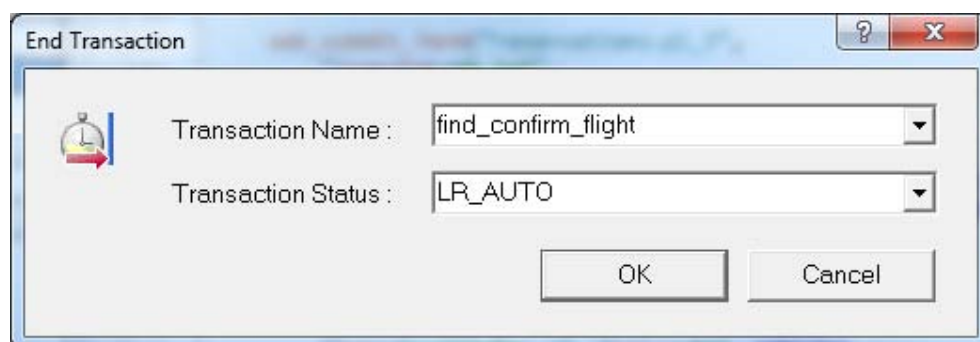 End Transaction
?
Transaction Name :
find_confirm_flight
Transaction Status :
LR_AUTO
OK
Cancel